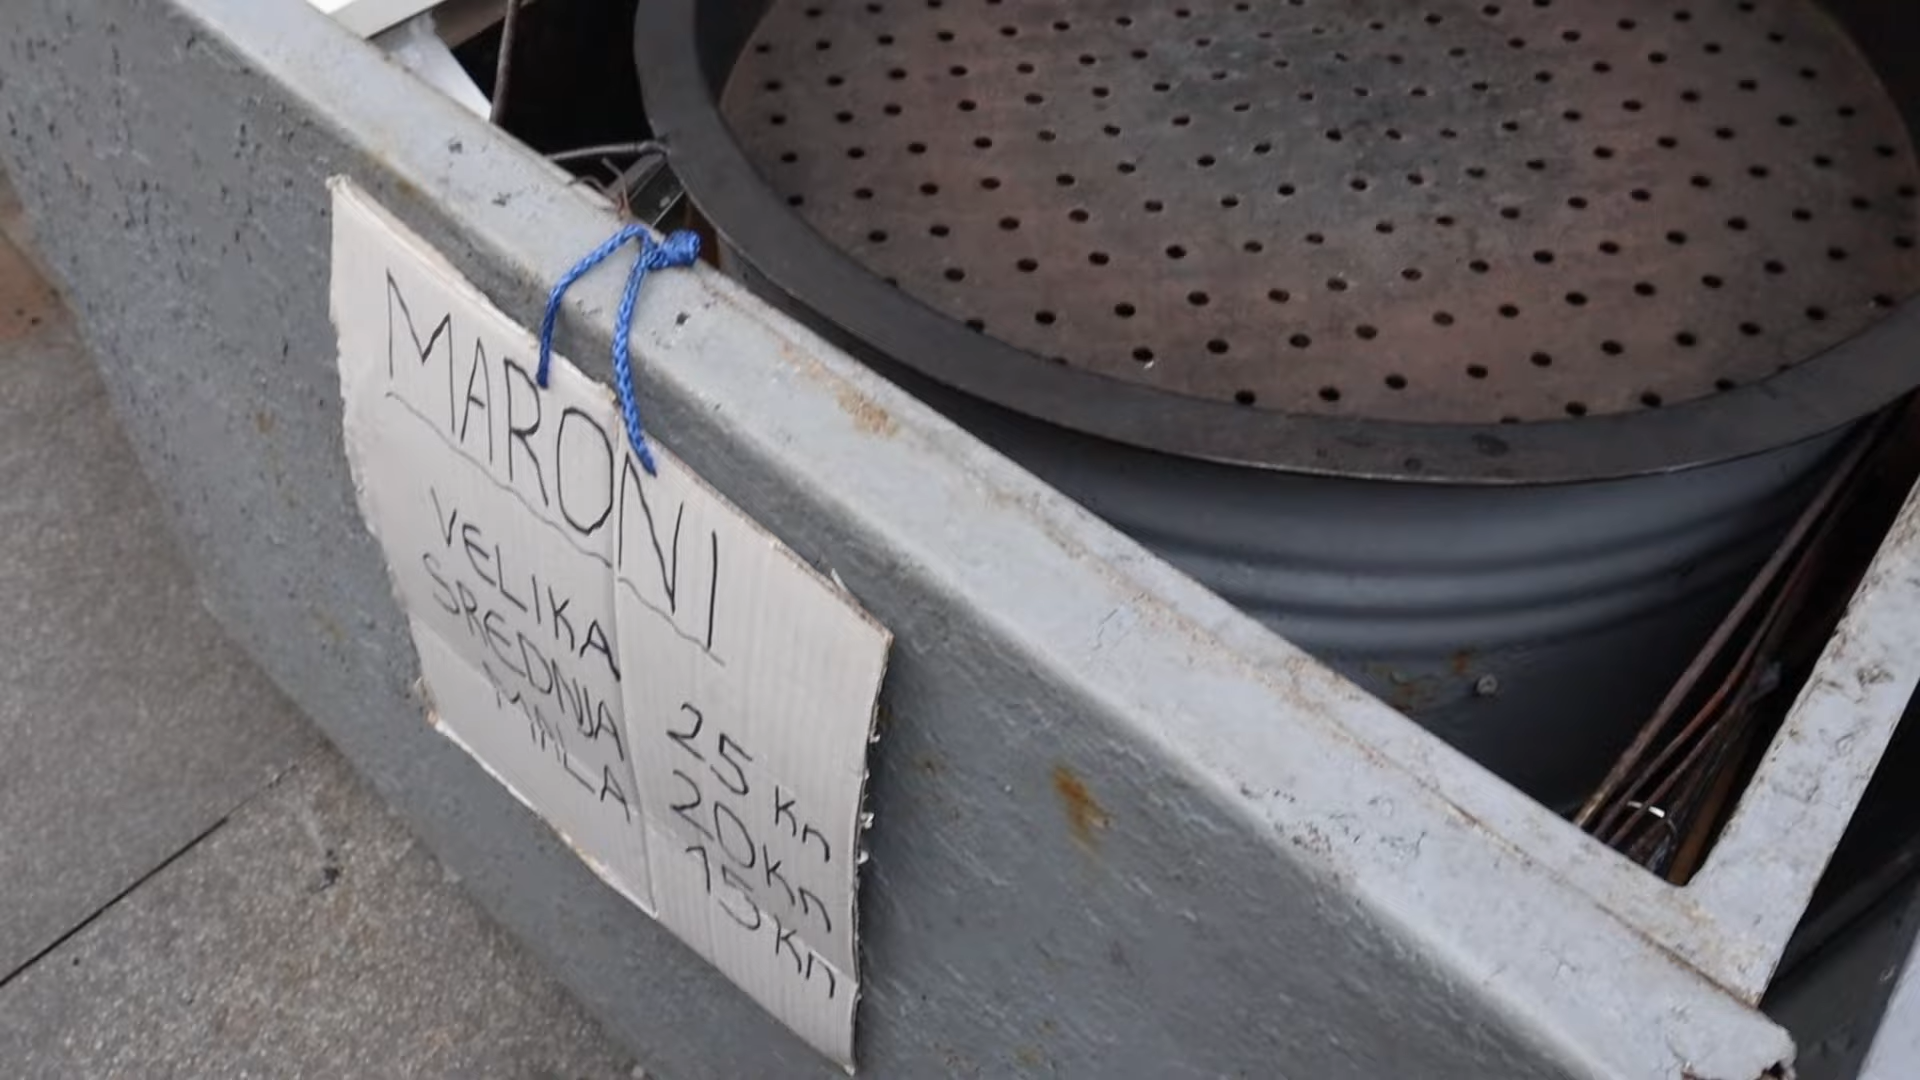 MARONI
VELIKA 25 Kn
SREDNJA 20 Kn
MALA 15 Kn